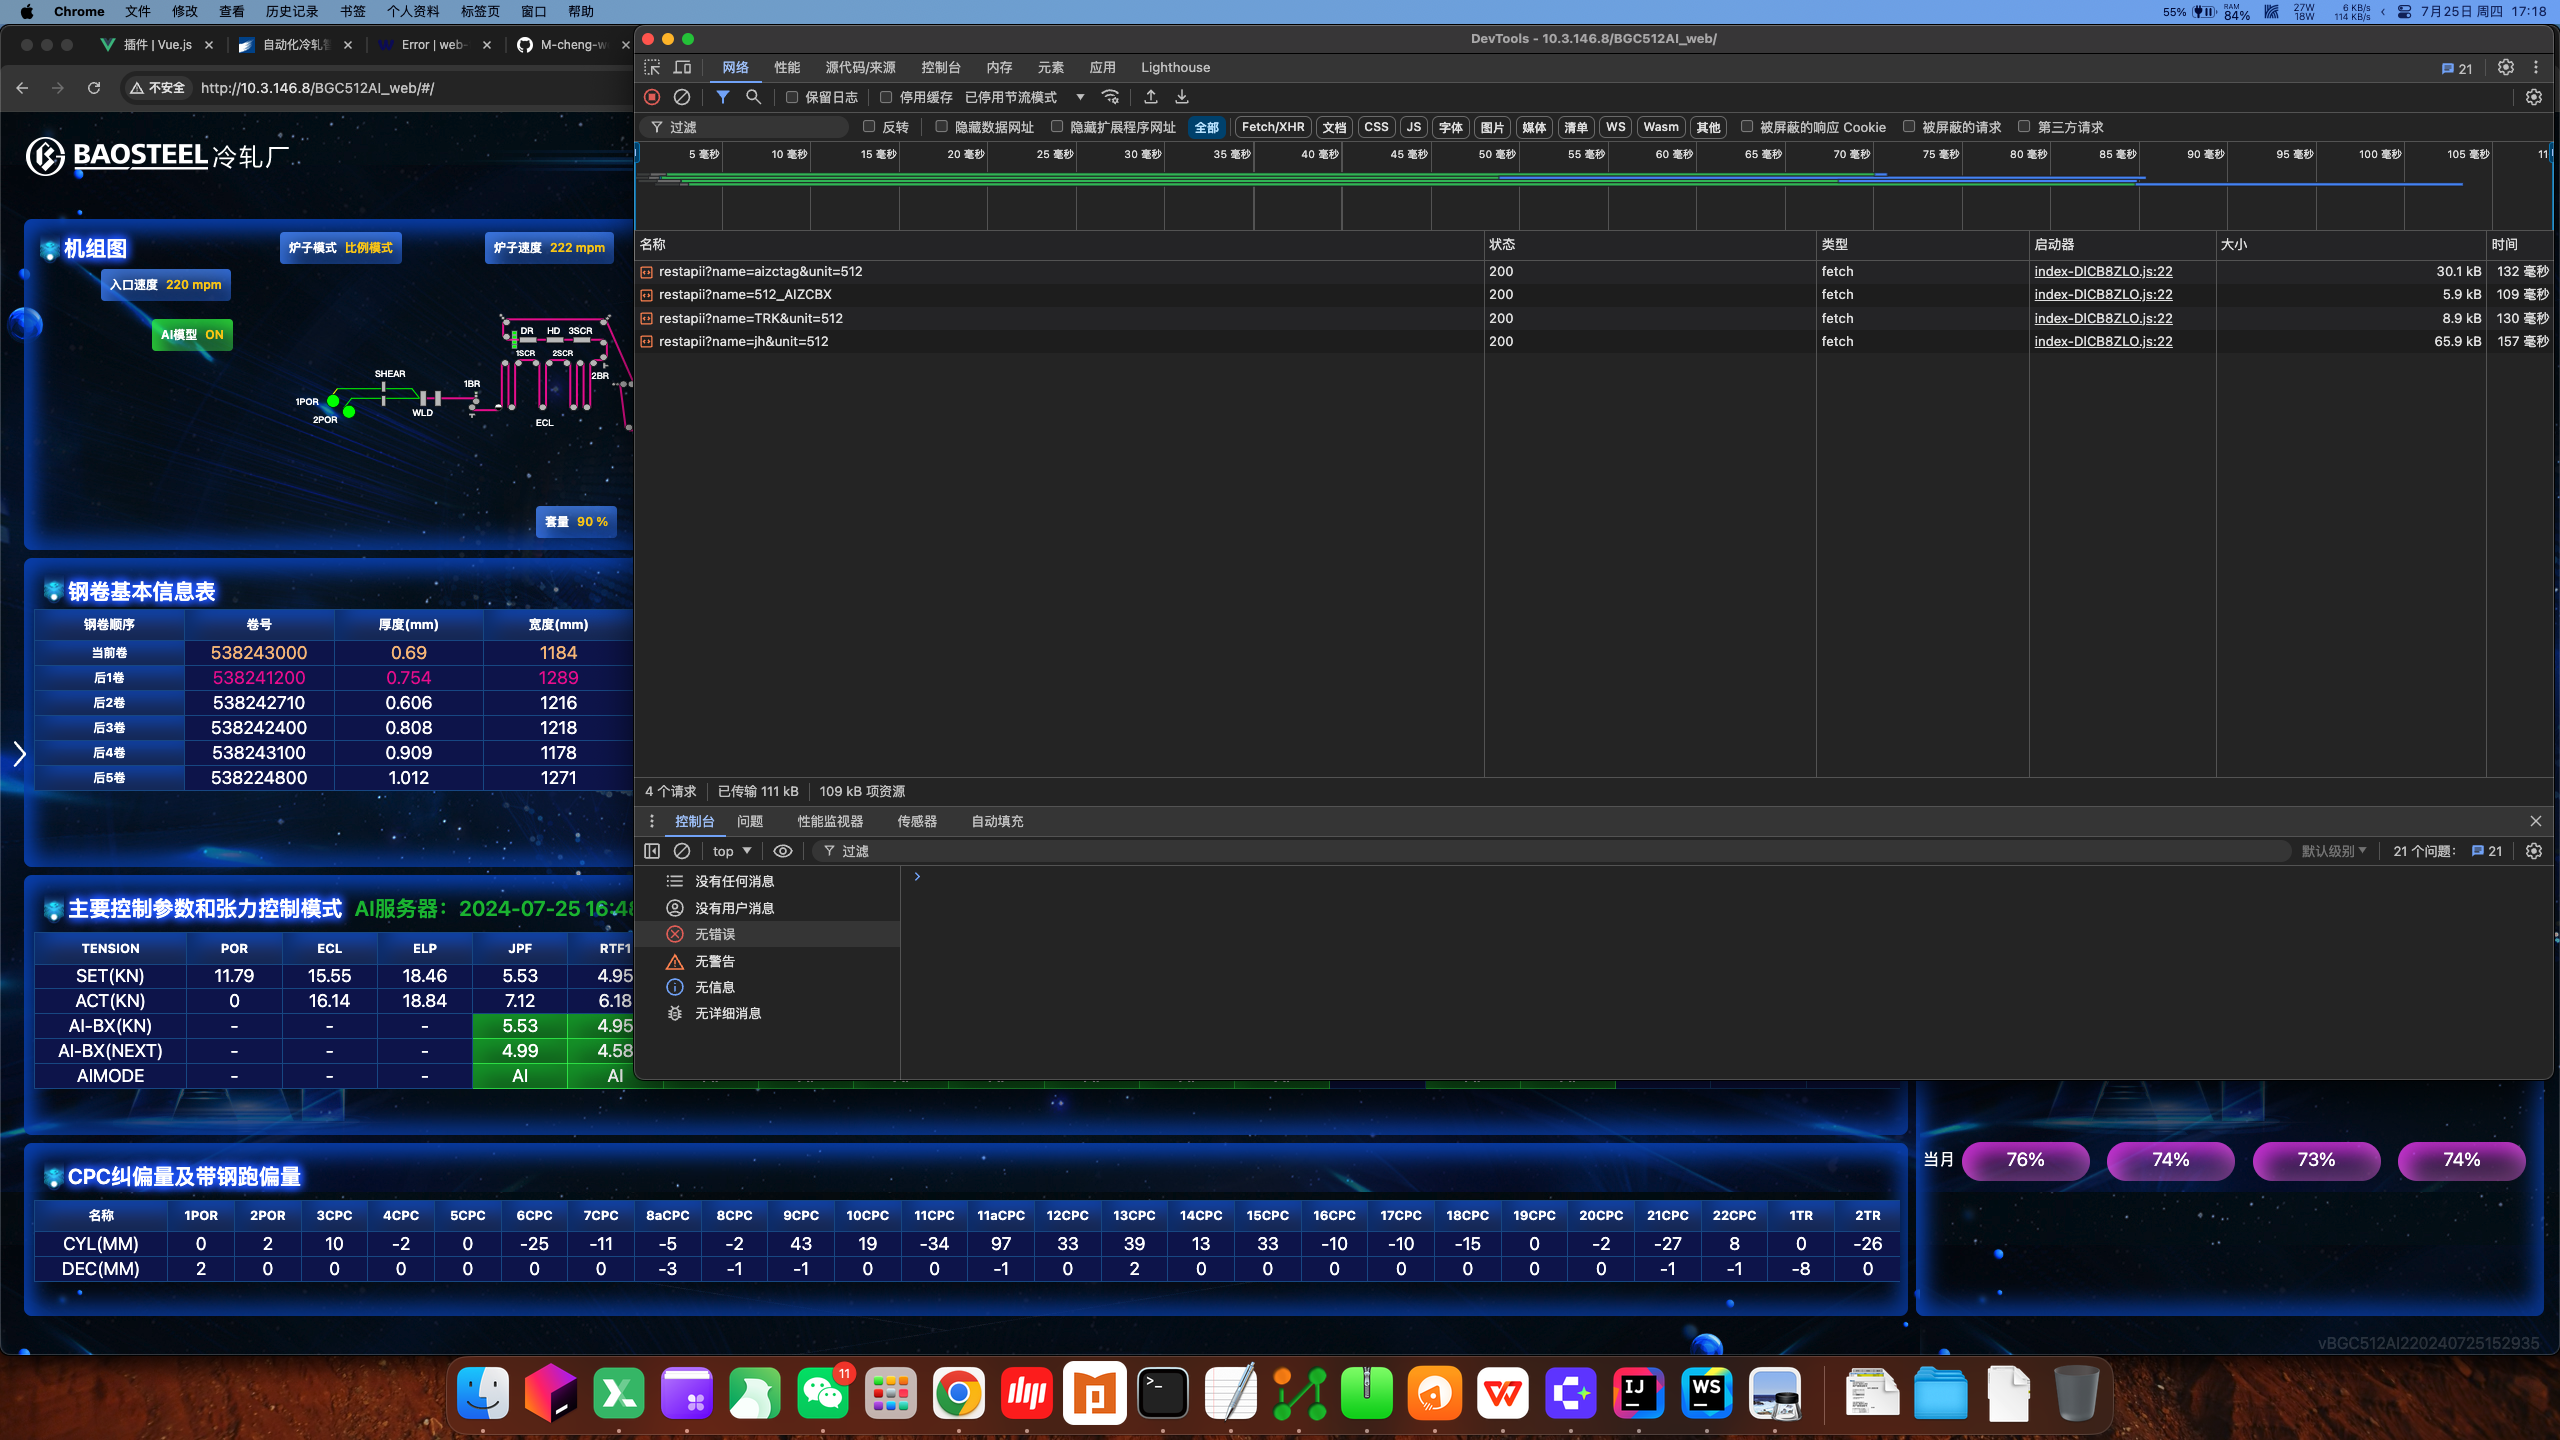 Chrome 文件 修改 查看 历史记录 书签 个人资料 标签页 窗口 帮助
55% RAM 84% 27W 18W 6 KB/s 114 KB/s 7月25日 周四 17:18
插件 | Vue.js 自动化冷轧 Error | web- M-cheng-w
不安全 http://10.3.146.8/BGC512AI_web/#/
BAOSTEEL 冷轧厂
机组图
炉子模式 比例模式
炉子速度 222 mpm
入口速度 220 mpm
AI模型 ON
DR HD 3SCR
1SCR 2SCR
2BR
SHEAR
1BR
1POR
2POR
WLD
ECL
套量 90 %
钢卷基本信息表
钢卷顺序 卷号 厚度(mm) 宽度(mm)
当前卷 538243000 0.69 1184
后1卷 538241200 0.754 1289
后2卷 538242710 0.606 1216
后3卷 538242400 0.808 1218
后4卷 538243100 0.909 1178
后5卷 538224800 1.012 1271
主要控制参数和张力控制模式 AI服务器：2024-07-25 16:48
TENSION POR ECL ELP JPF RTF1
SET(KN) 11.79 15.55 18.46 5.53 4.95
ACT(KN) 0 16.14 18.84 7.12 6.18
AI-BX(KN) - - - 5.53 4.95
AI-BX(NEXT) - - - 4.99 4.58
AIMODE - - - AI AI
CPC纠偏量及带钢跑偏量
名称 1POR 2POR 3CPC 4CPC 5CPC 6CPC 7CPC 8aCPC 8CPC 9CPC 10CPC 11CPC 11aCPC 12CPC 13CPC 14CPC 15CPC 16CPC 17CPC 18CPC 19CPC 20CPC 21CPC 22CPC 1TR 2TR
CYL(MM) 0 2 10 -2 0 -25 -11 -5 -2 43 19 -34 97 33 39 13 33 -10 -10 -15 0 -2 -27 8 0 -26
DEC(MM) 2 0 0 0 0 0 0 -3 -1 -1 0 0 -1 0 2 0 0 0 0 0 0 0 -1 -1 -8 0
当月 76% 74% 73% 74%
vBGC512AI220240725152935
DevTools - 10.3.146.8/BGC512AI_web/
网络 性能 源代码/来源 控制台 内存 元素 应用 Lighthouse 21
保留日志 停用缓存 已停用节流模式
过滤 反转 隐藏数据网址 隐藏扩展程序网址 全部 Fetch/XHR 文档 CSS JS 字体 图片 媒体 清单 WS Wasm 其他 被屏蔽的响应 Cookie 被屏蔽的请求 第三方请求
5 毫秒 10 毫秒 15 毫秒 20 毫秒 25 毫秒 30 毫秒 35 毫秒 40 毫秒 45 毫秒 50 毫秒 55 毫秒 60 毫秒 65 毫秒 70 毫秒 75 毫秒 80 毫秒 85 毫秒 90 毫秒 95 毫秒 100 毫秒 105 毫秒 11
名称 状态 类型 启动器 大小 时间
restapii?name=aizctag&unit=512 200 fetch index-DlCB8ZLO.js:22 30.1 kB 132 毫秒
restapii?name=512_AIZCBX 200 fetch index-DlCB8ZLO.js:22 5.9 kB 109 毫秒
restapii?name=TRK&unit=512 200 fetch index-DlCB8ZLO.js:22 8.9 kB 130 毫秒
restapii?name=jh&unit=512 200 fetch index-DlCB8ZLO.js:22 65.9 kB 157 毫秒
4 个请求 已传输 111 kB 109 kB 项资源
控制台 问题 性能监视器 传感器 自动填充
top 过滤 默认级别 21 个问题： 21
没有任何消息
没有用户消息
无错误
无警告
无信息
无详细消息
11
IJ
WS